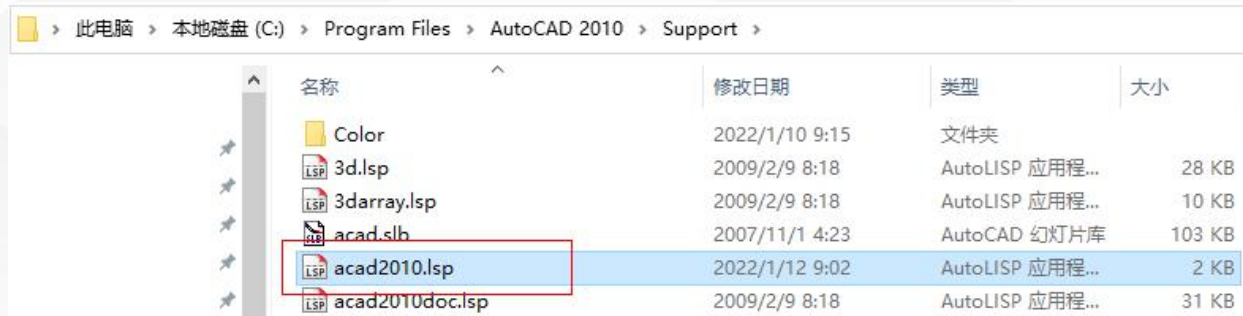 此电脑 > 本地磁盘 (C:) > Program Files > AutoCAD 2010 > Support >
名称 修改日期 类型 大小
Color 2022/1/10 9:15 文件夹
3d.lsp 2009/2/9 8:18 AutoLISP 应用程... 28 KB
3darray.lsp 2009/2/9 8:18 AutoLISP 应用程... 10 KB
acad.slb 2007/11/1 4:23 AutoCAD 幻灯片库 103 KB
acad2010.lsp 2022/1/12 9:02 AutoLISP 应用程... 2 KB
acad2010doc.lsp 2009/2/9 8:18 AutoLISP 应用程... 31 KB